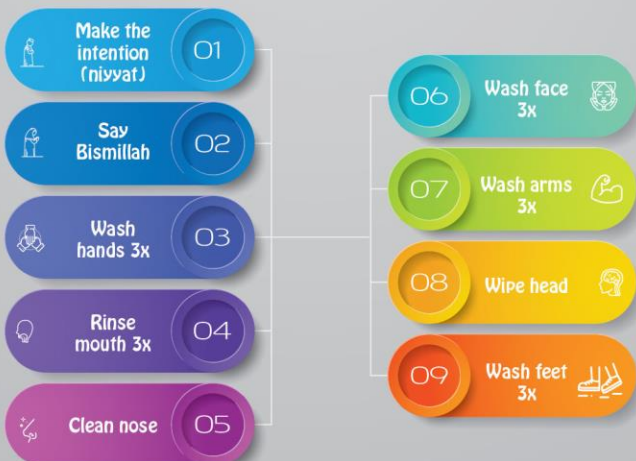 Make the
intention
(niyyat)
01
Say
Bismillah
02
Wash
hands 3x
03
Rinse
mouth 3x
04
Clean nose
05
06
Wash face
3x
07
Wash arms
3x
08
Wipe head
09
Wash feet
3x